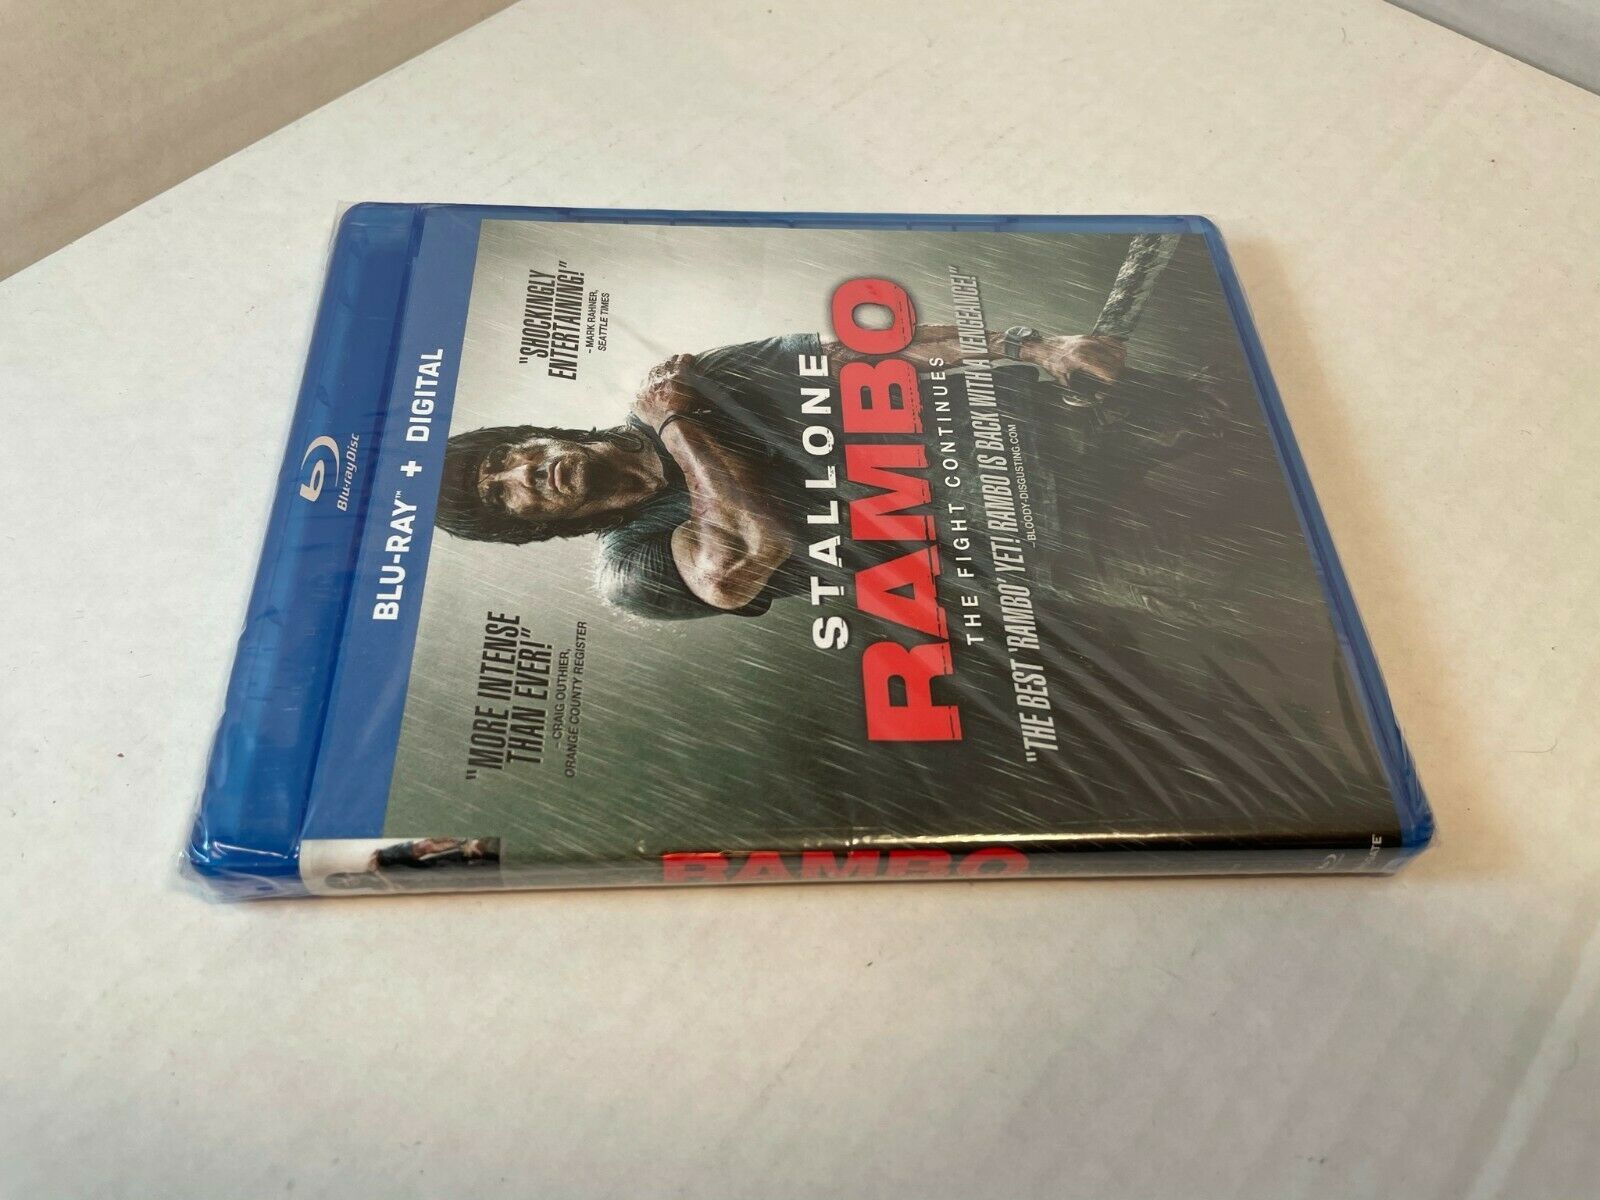 Blu-ray Disc
BLU-RAY™ + DIGITAL
"MORE INTENSE
THAN EVER!"
– CRAIG OUTHIER,
ORANGE COUNTY REGISTER
"SHOCKINGLY
ENTERTAINING!"
– MARK RAHNER,
SEATTLE TIMES
STALLONE
RAMBO
THE FIGHT CONTINUES
"THE BEST 'RAMBO' YET! RAMBO IS BACK WITH A VENGEANCE!"
– BLOODY-DISGUSTING.COM
RAMBO